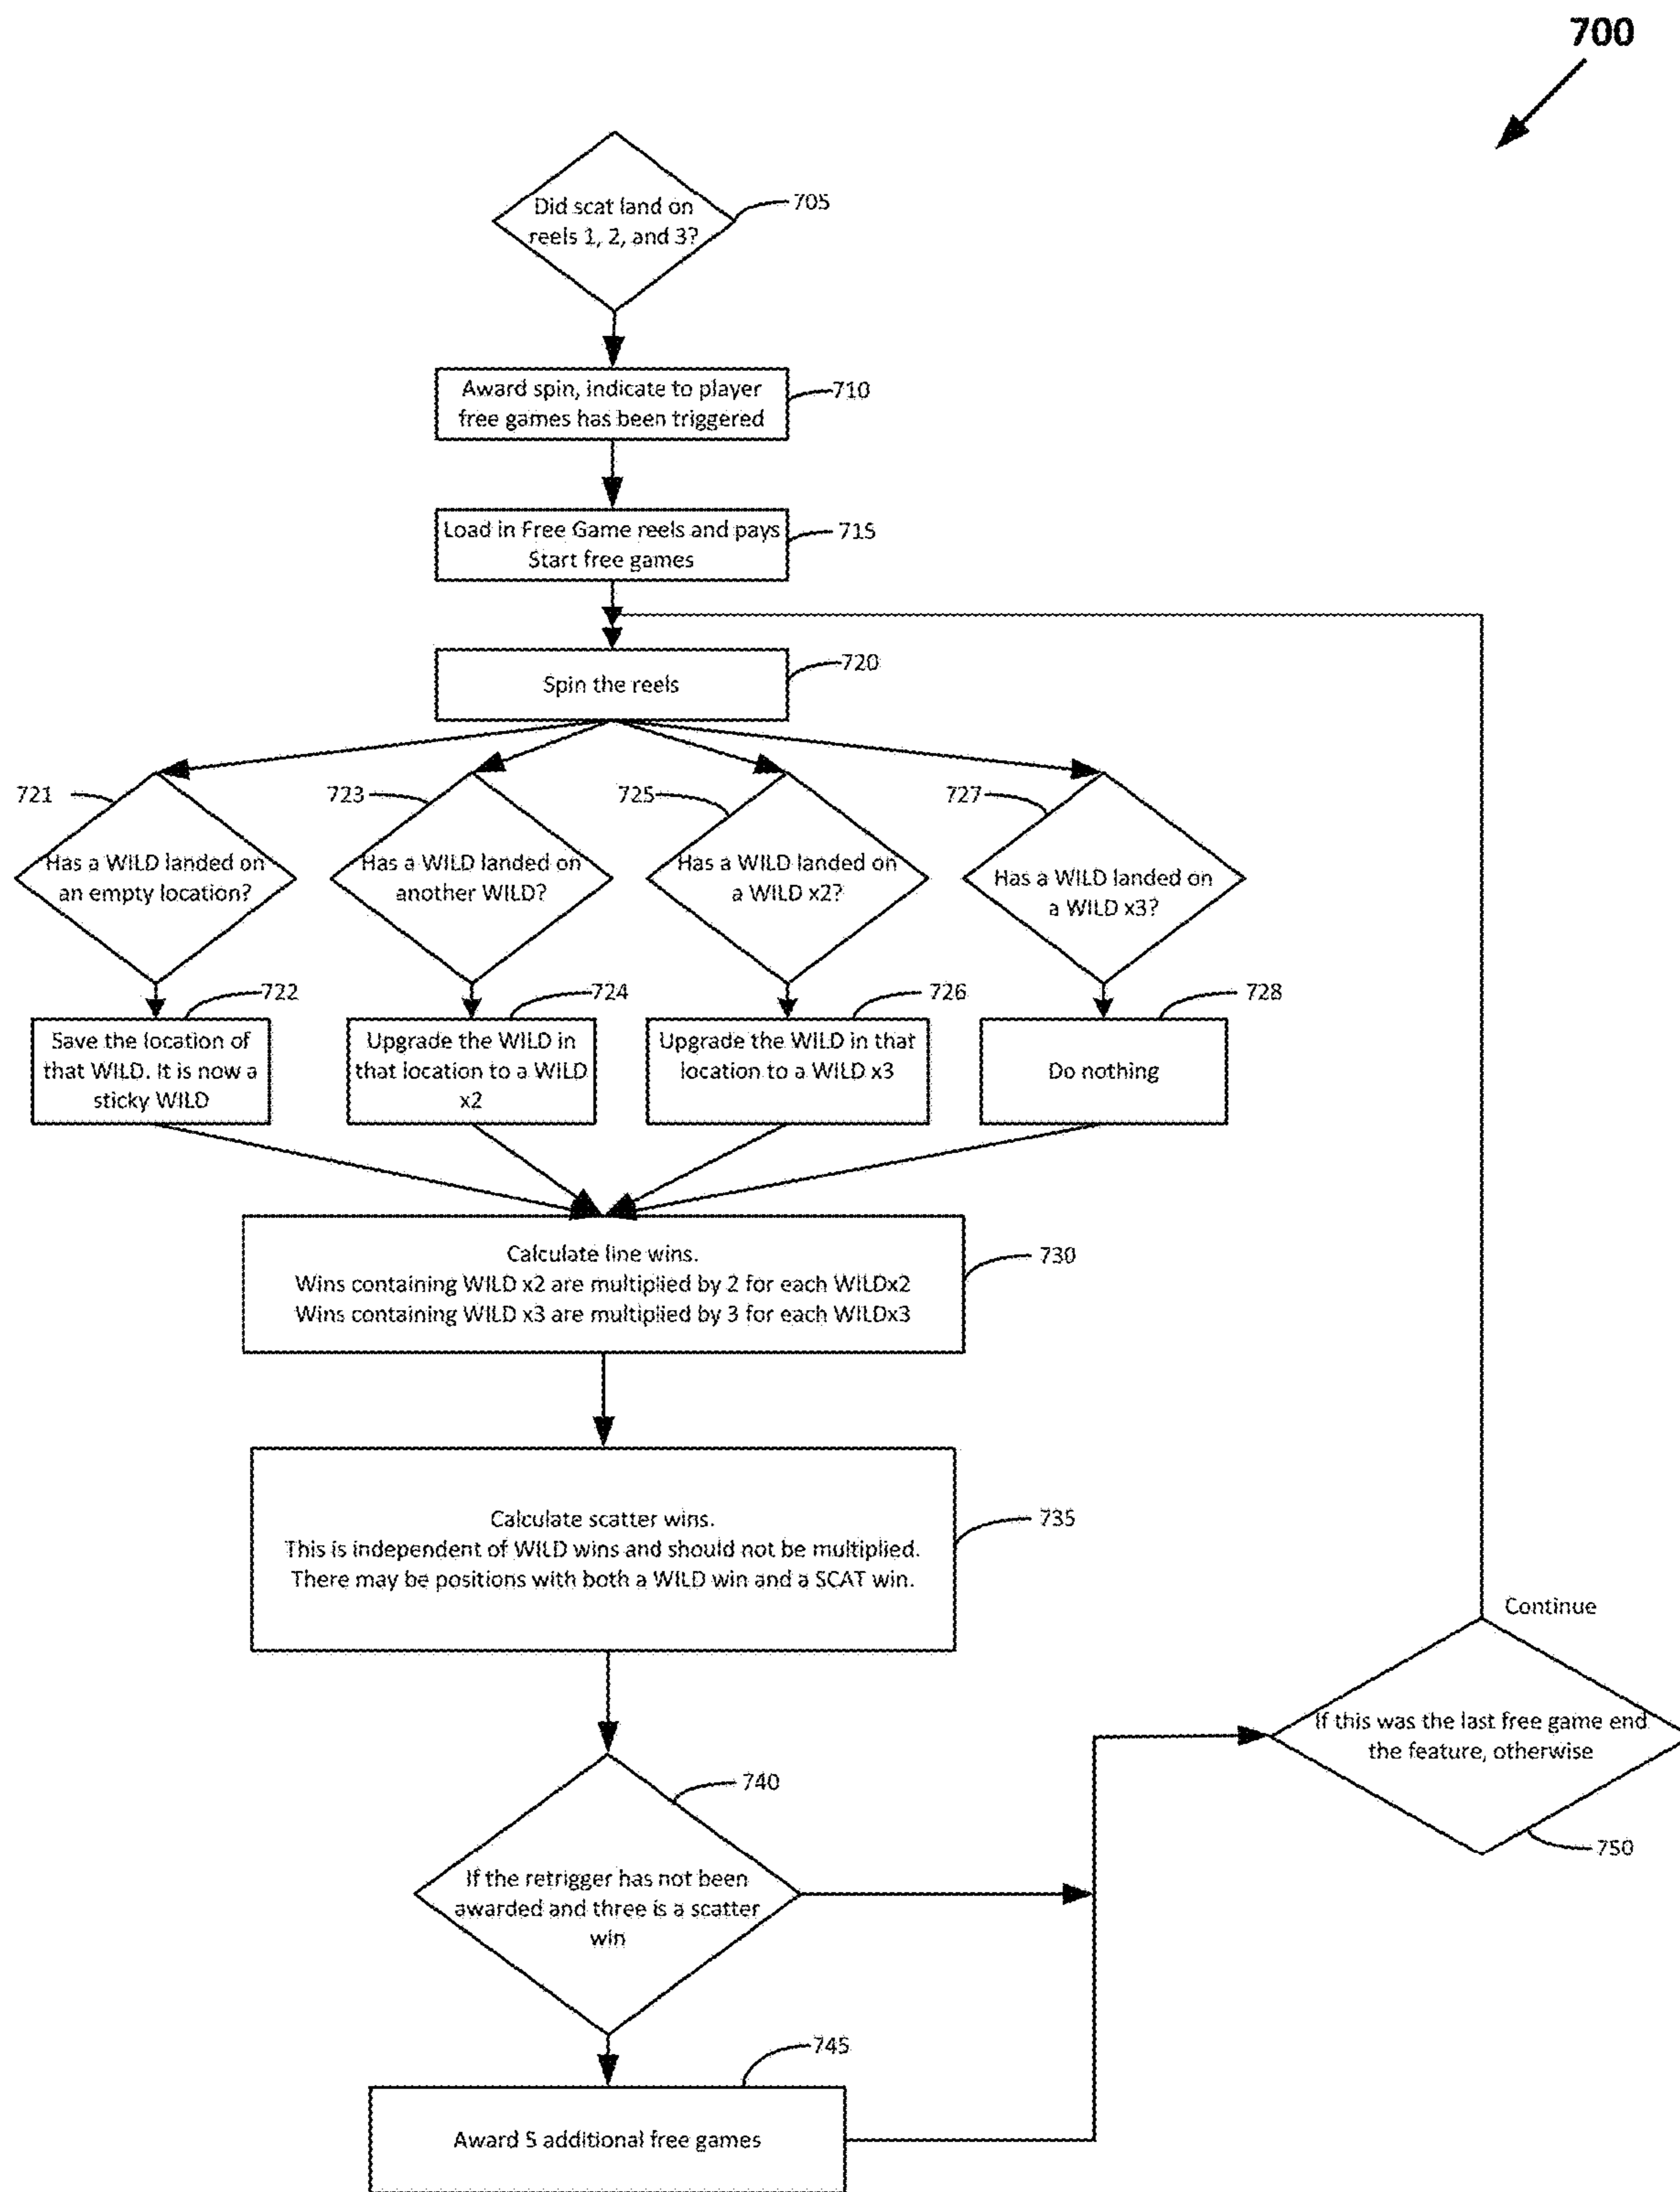 700
Did scat land on
reels 1, 2, and 3?
705
Award spin, indicate to player
free games has been triggered
710
Load in Free Game reels and pays
Start free games
715
Spin the reels
720
721
Has a WILD landed on
an empty location?
723
Has a WILD landed on
another WILD?
725
Has a WILD landed on
a WILD x2?
727
Has a WILD landed on
a WILD x3?
722
Save the location of
that WILD. It is now a
sticky WILD
724
Upgrade the WILD in
that location to a WILD
x2
726
Upgrade the WILD in that
location to a WILD x3
728
Do nothing
Calculate line wins.
Wins containing WILD x2 are multiplied by 2 for each WILDx2
Wins containing WILD x3 are multiplied by 3 for each WILDx3
730
Calculate scatter wins.
This is independent of WILD wins and should not be multiplied.
There may be positions with both a WILD win and a SCAT win.
735
Continue
If this was the last free game end
the feature, otherwise
750
740
If the retrigger has not been
awarded and three is a scatter
win
745
Award 5 additional free games